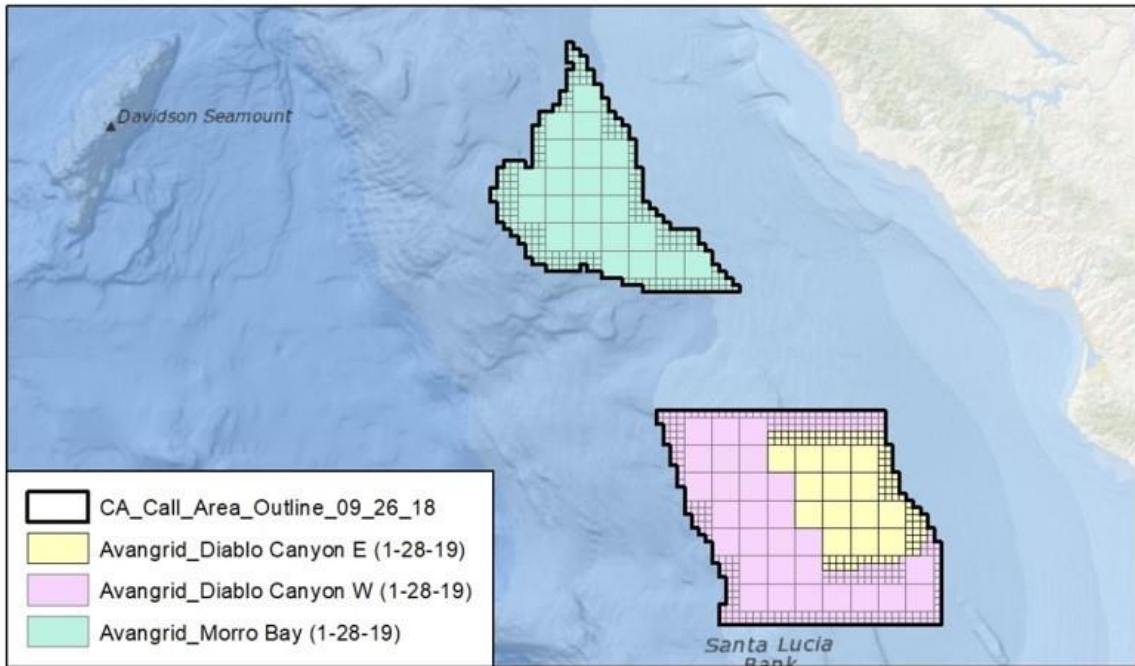 Davidson Seamount
CA_Call_Area_Outline_09_26_18
Avangrid_Diablo Canyon E (1-28-19)
Avangrid_Diablo Canyon W (1-28-19)
Avangrid_Morro Bay (1-28-19)
Santa Lucia
Bank